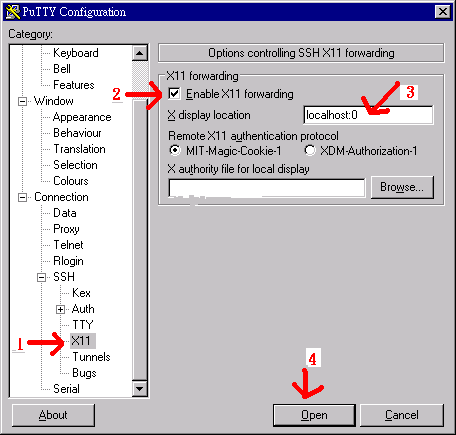 PuTTY Configuration
Category:
Keyboard
Bell
Features
Window
Appearance
Behaviour
Translation
Selection
Colours
Connection
Data
Proxy
Telnet
Rlogin
SSH
Kex
Auth
TTY
1 X11
Tunnels
Bugs
Serial
Options controlling SSH X11 forwarding
X11 forwarding
2 Enable X11 forwarding
3
X display location localhost:0
Remote X11 authentication protocol
MIT-Magic-Cookie-1 XDM-Authorization-1
X authority file for local display
Browse...
4
About Open Cancel